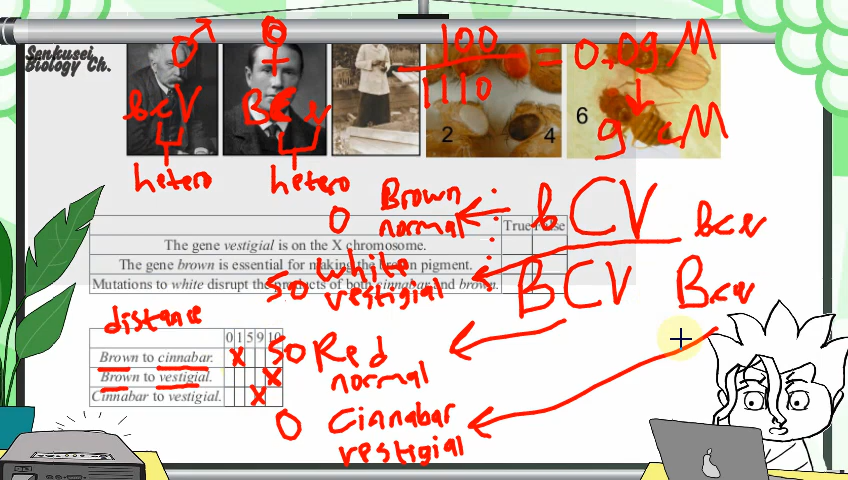 Senkusei
Biology Ch.
♂
♀
100
1110
= 0.09 M
9 cM
bcV
Bcv
hetero
hetero
2
4
6
Brown
normal
0
bCV
bcv
True
The gene vestigial is on the X chromosome.
The gene brown is essential for making the brown pigment.
Mutations to white disrupt the products of both cinnabar and brown.
50
White
vestigial
BCV
Bcv
distance
0 1 5 9 10
Brown to cinnabar. X
Brown to vestigial. X
Cinnabar to vestigial. X
50 Red
normal
0 Cinnabar
vestigial